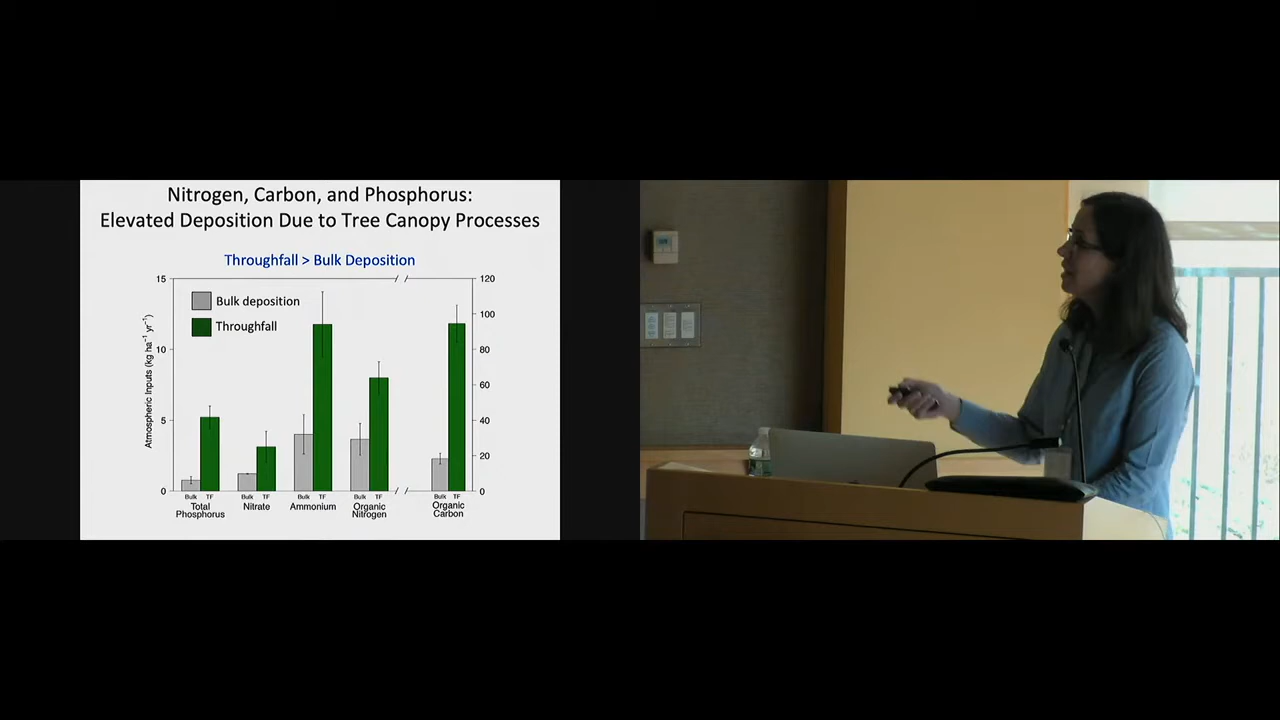 Nitrogen, Carbon, and Phosphorus:
Elevated Deposition Due to Tree Canopy Processes
Throughfall > Bulk Deposition
15
10
5
0
Atmospheric Inputs (kg ha⁻¹ yr⁻¹)
Bulk deposition
Throughfall
120
100
80
60
40
20
0
Bulk TF Bulk TF Bulk TF Bulk TF Bulk TF
Total Phosphorus
Nitrate
Ammonium
Organic Nitrogen
Organic Carbon